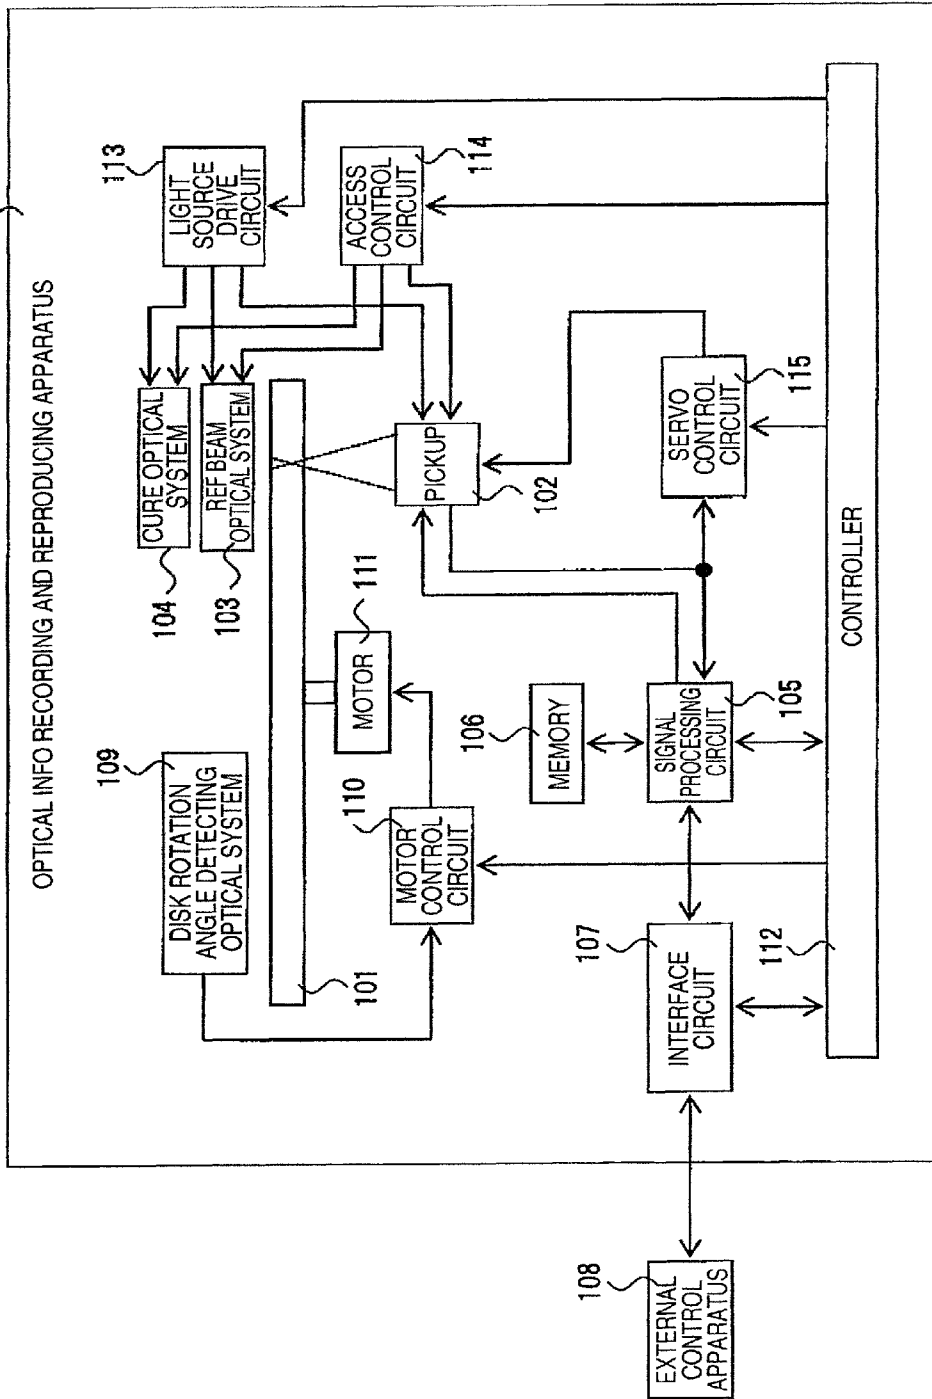 OPTICAL INFO RECORDING AND REPRODUCING APPARATUS
109
DISK ROTATION
ANGLE DETECTING
OPTICAL SYSTEM
104
CURE OPTICAL
SYSTEM
103
REF BEAM
OPTICAL SYSTEM
113
LIGHT
SOURCE
DRIVE
CIRCUIT
101
110
MOTOR
CONTROL
CIRCUIT
111
MOTOR
PICKUP
102
114
ACCESS
CONTROL
CIRCUIT
106
MEMORY
108
EXTERNAL
CONTROL
APPARATUS
107
INTERFACE
CIRCUIT
SIGNAL
PROCESSING
CIRCUIT
105
SERVO
CONTROL
CIRCUIT
115
112
CONTROLLER